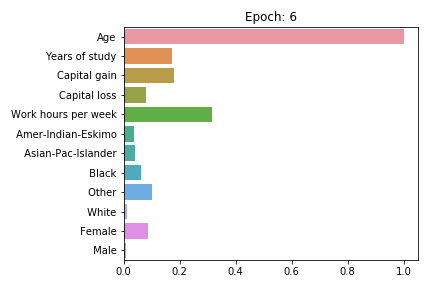 Epoch: 6
Age
Years of study
Capital gain
Capital loss
Work hours per week
Amer-Indian-Eskimo
Asian-Pac-Islander
Black
Other
White
Female
Male
0.0 0.2 0.4 0.6 0.8 1.0